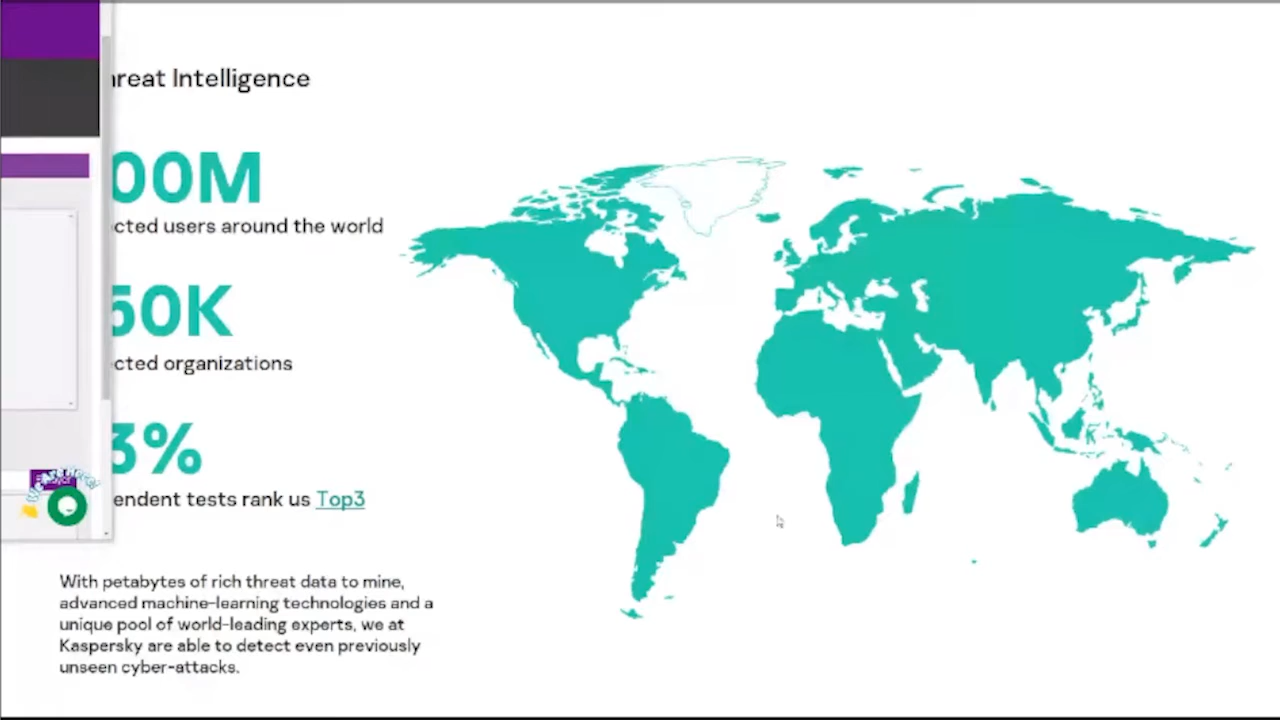 hreat Intelligence
00M
cted users around the world
50K
cted organizations
3%
endent tests rank us Top3
With petabytes of rich threat data to mine,
advanced machine-learning technologies and a
unique pool of world-leading experts, we at
Kaspersky are able to detect even previously
unseen cyber-attacks.